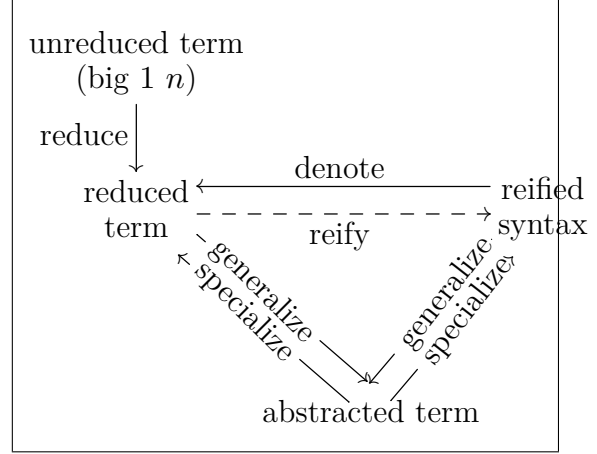 unreduced term
(big 1 n)
reduce
denote
reduced
term
reified
syntax
reify
generalize
specialize
generalize
specialize
abstracted term